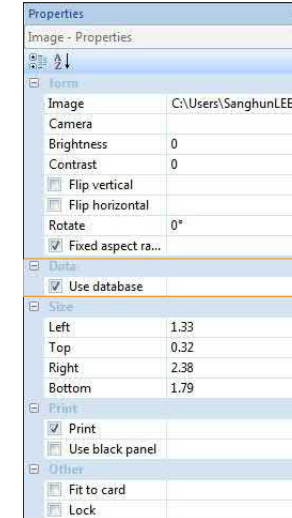 Properties
Image - Properties
form
Image C:\Users\SanghunLEE
Camera
Brightness 0
Contrast 0
Flip vertical
Flip horizontal
Rotate 0°
Fixed aspect ra...
Data
Use database
Size
Left 1.33
Top 0.32
Right 2.38
Bottom 1.79
Print
Print
Use black panel
Other
Fit to card
Lock